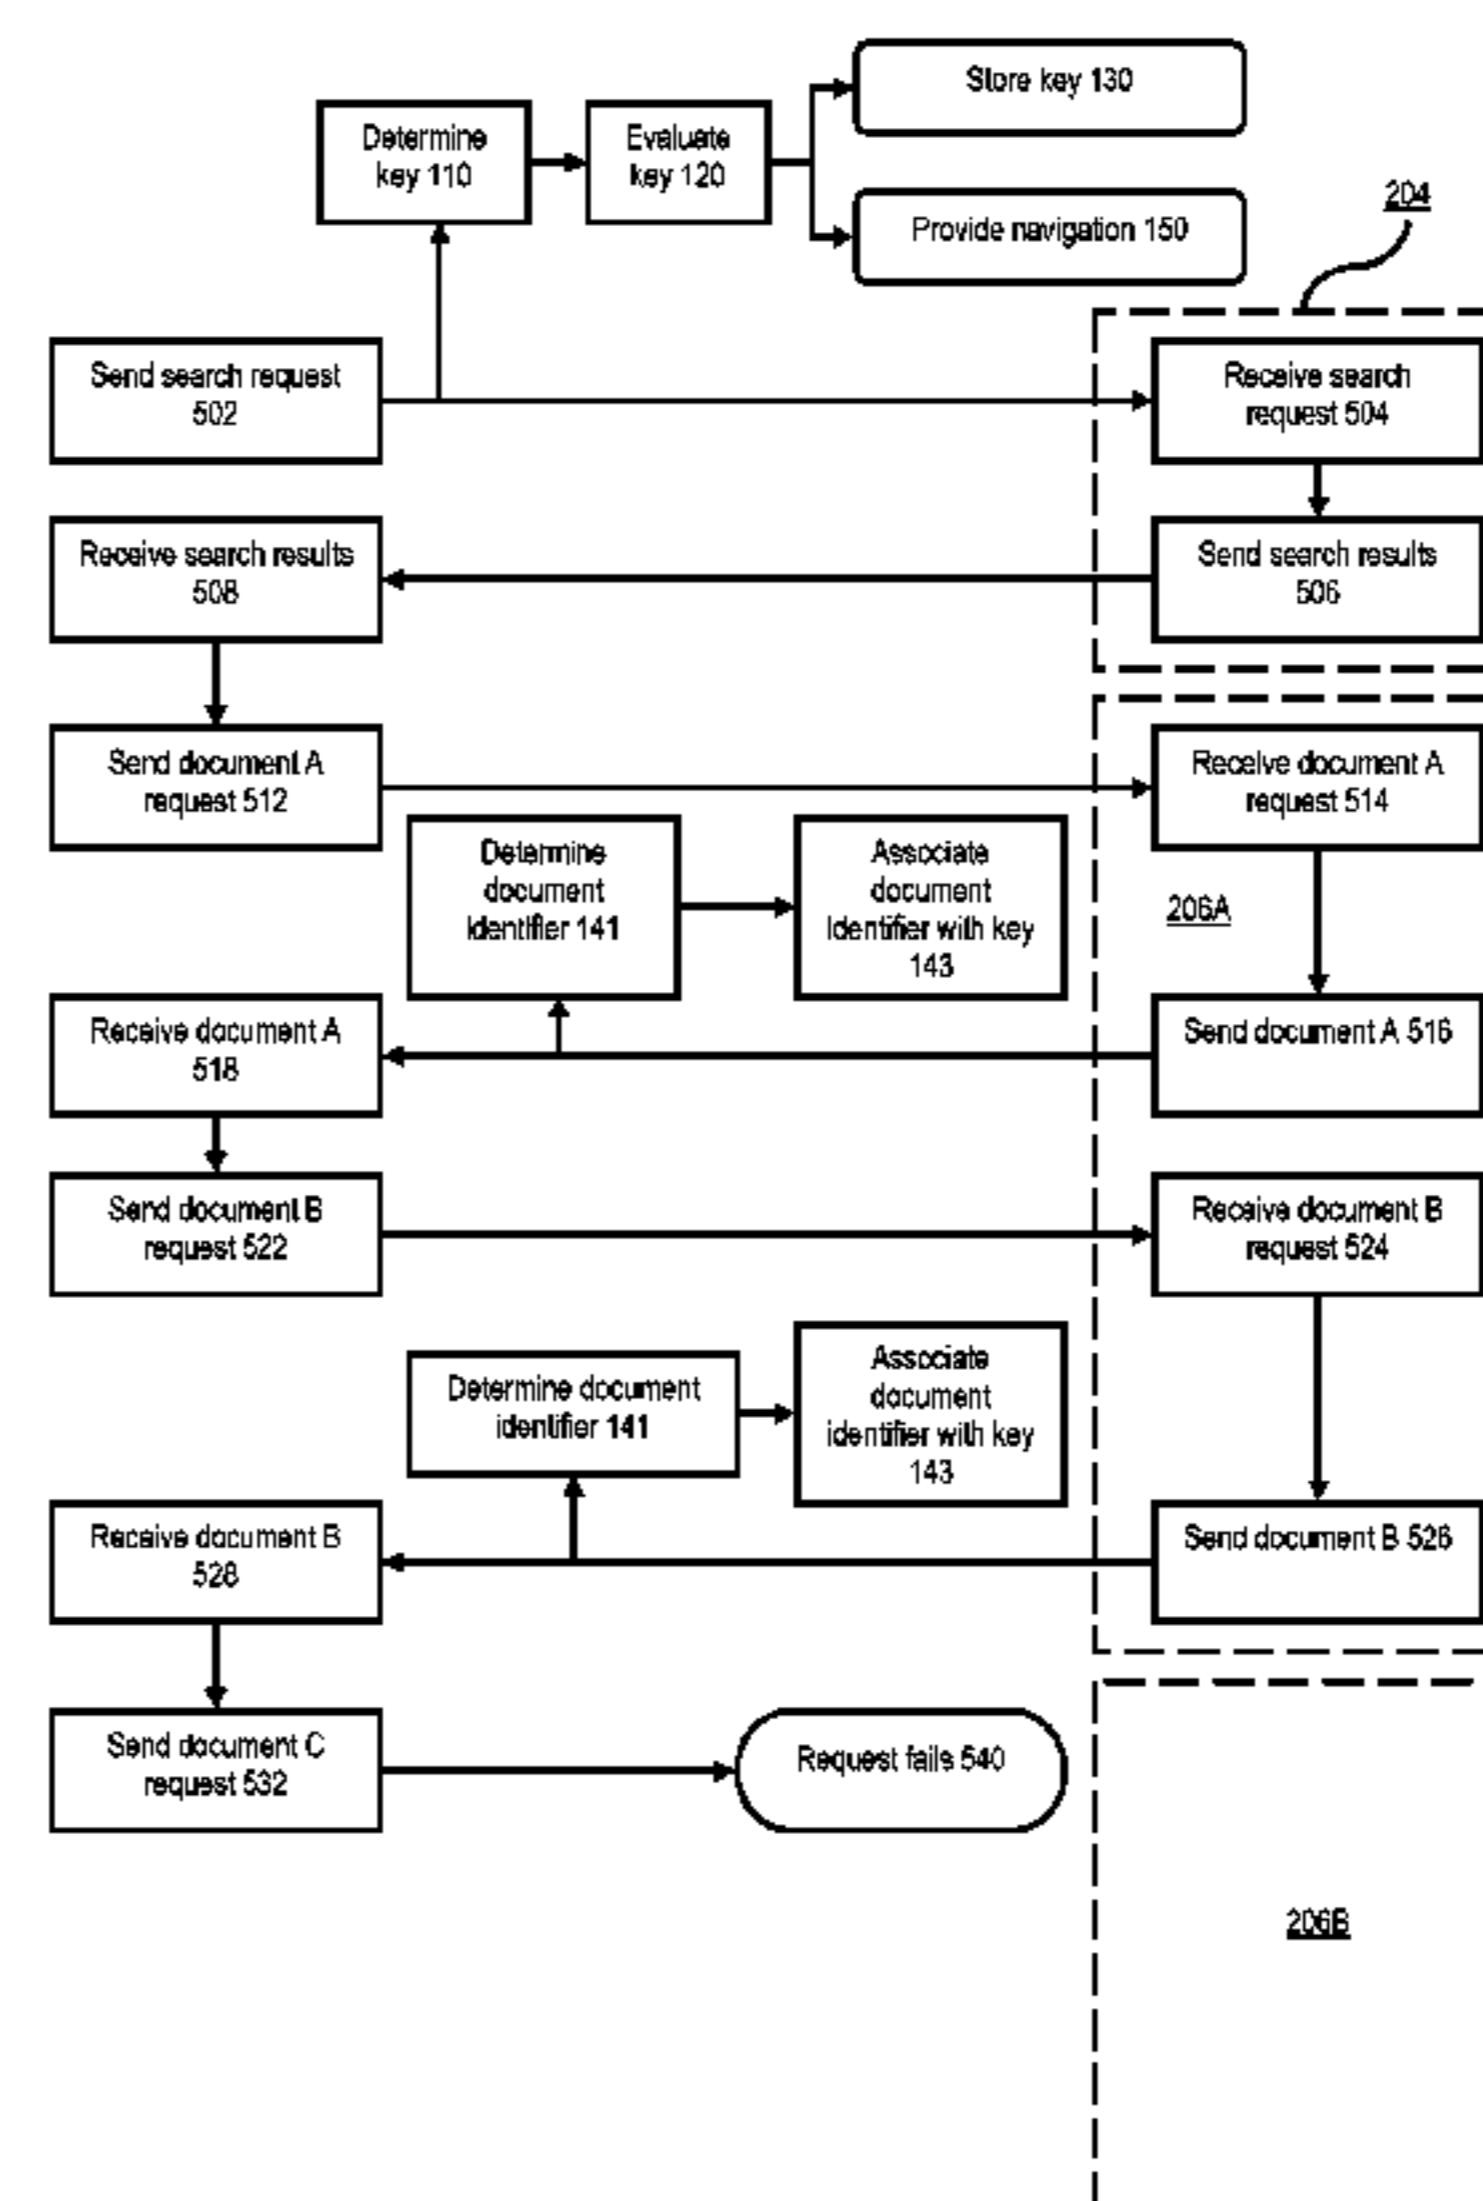 Store key 130
Determine
key 110
Evaluate
key 120
Provide navigation 150
204
Send search request
502
Receive search
request 504
Receive search results
508
Send search results
506
Send document A
request 512
Receive document A
request 514
Determine
document
identifier 141
Associate
document
identifier with key
143
206A
Receive document A
518
Send document A 516
Send document B
request 522
Receive document B
request 524
Determine document
identifier 141
Associate
document
identifier with key
143
Receive document B
528
Send document B 526
Send document C
request 532
Request fails 540
206B